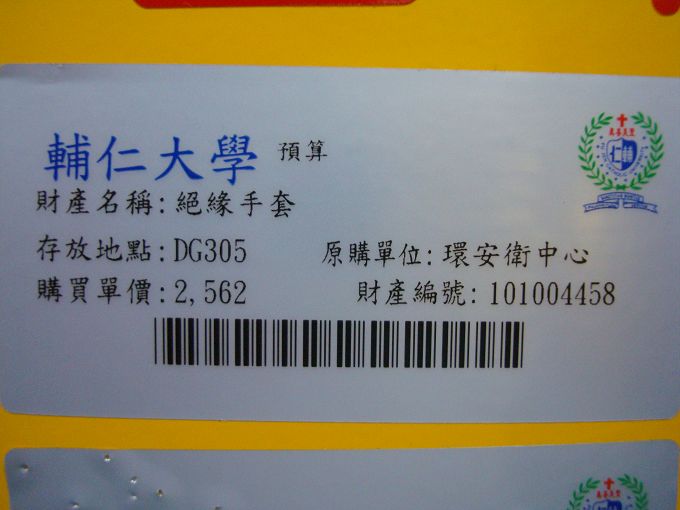 輔仁大學 預算
財產名稱：絕緣手套
存放地點：DG305 原購單位：環安衛中心
購買單價：2,562 財產編號：101004458